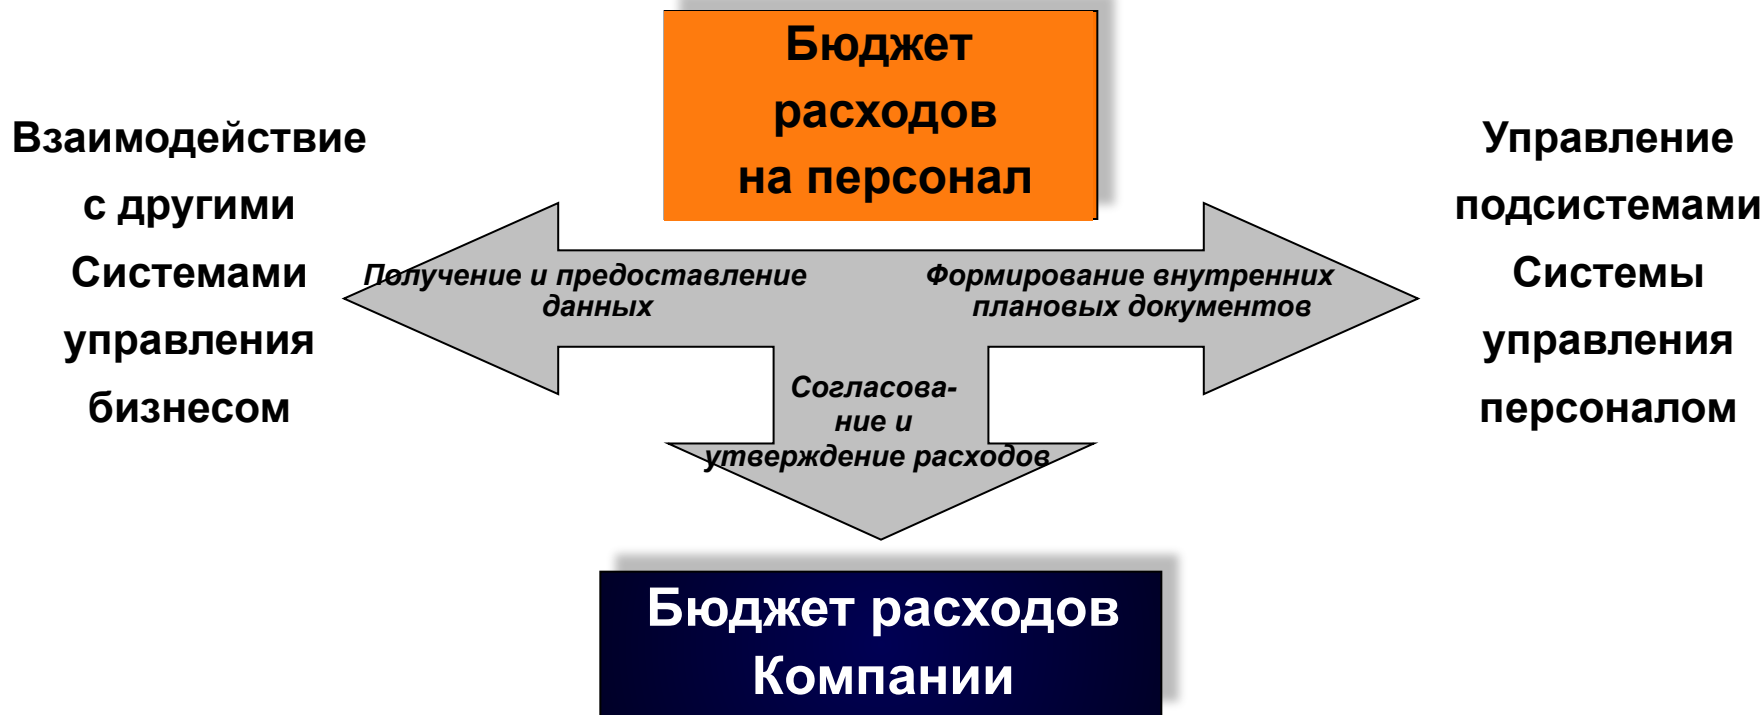 Бюджет
расходов
на персонал
Взаимодействие
с другими
Системами
управления
бизнесом
Получение и предоставление
данных
Формирование внутренних
плановых документов
Управление
подсистемами
Системы
управления
персоналом
Согласова-
ние и
утверждение расходов
Бюджет расходов
Компании